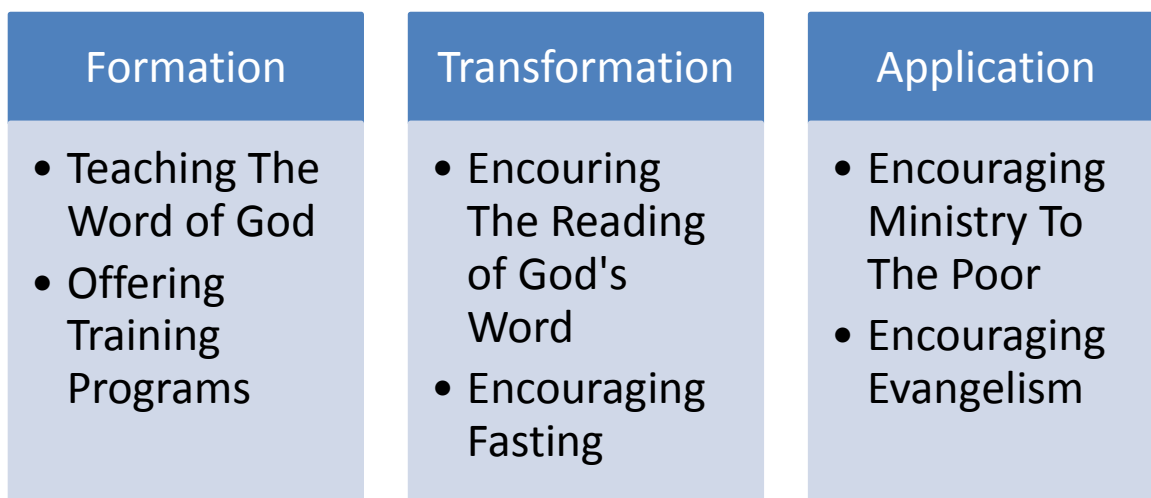 Formation
• Teaching The
Word of God
• Offering
Training
Programs
Transformation
• Encouring
The Reading
of God's
Word
• Encouraging
Fasting
Application
• Encouraging
Ministry To
The Poor
• Encouraging
Evangelism